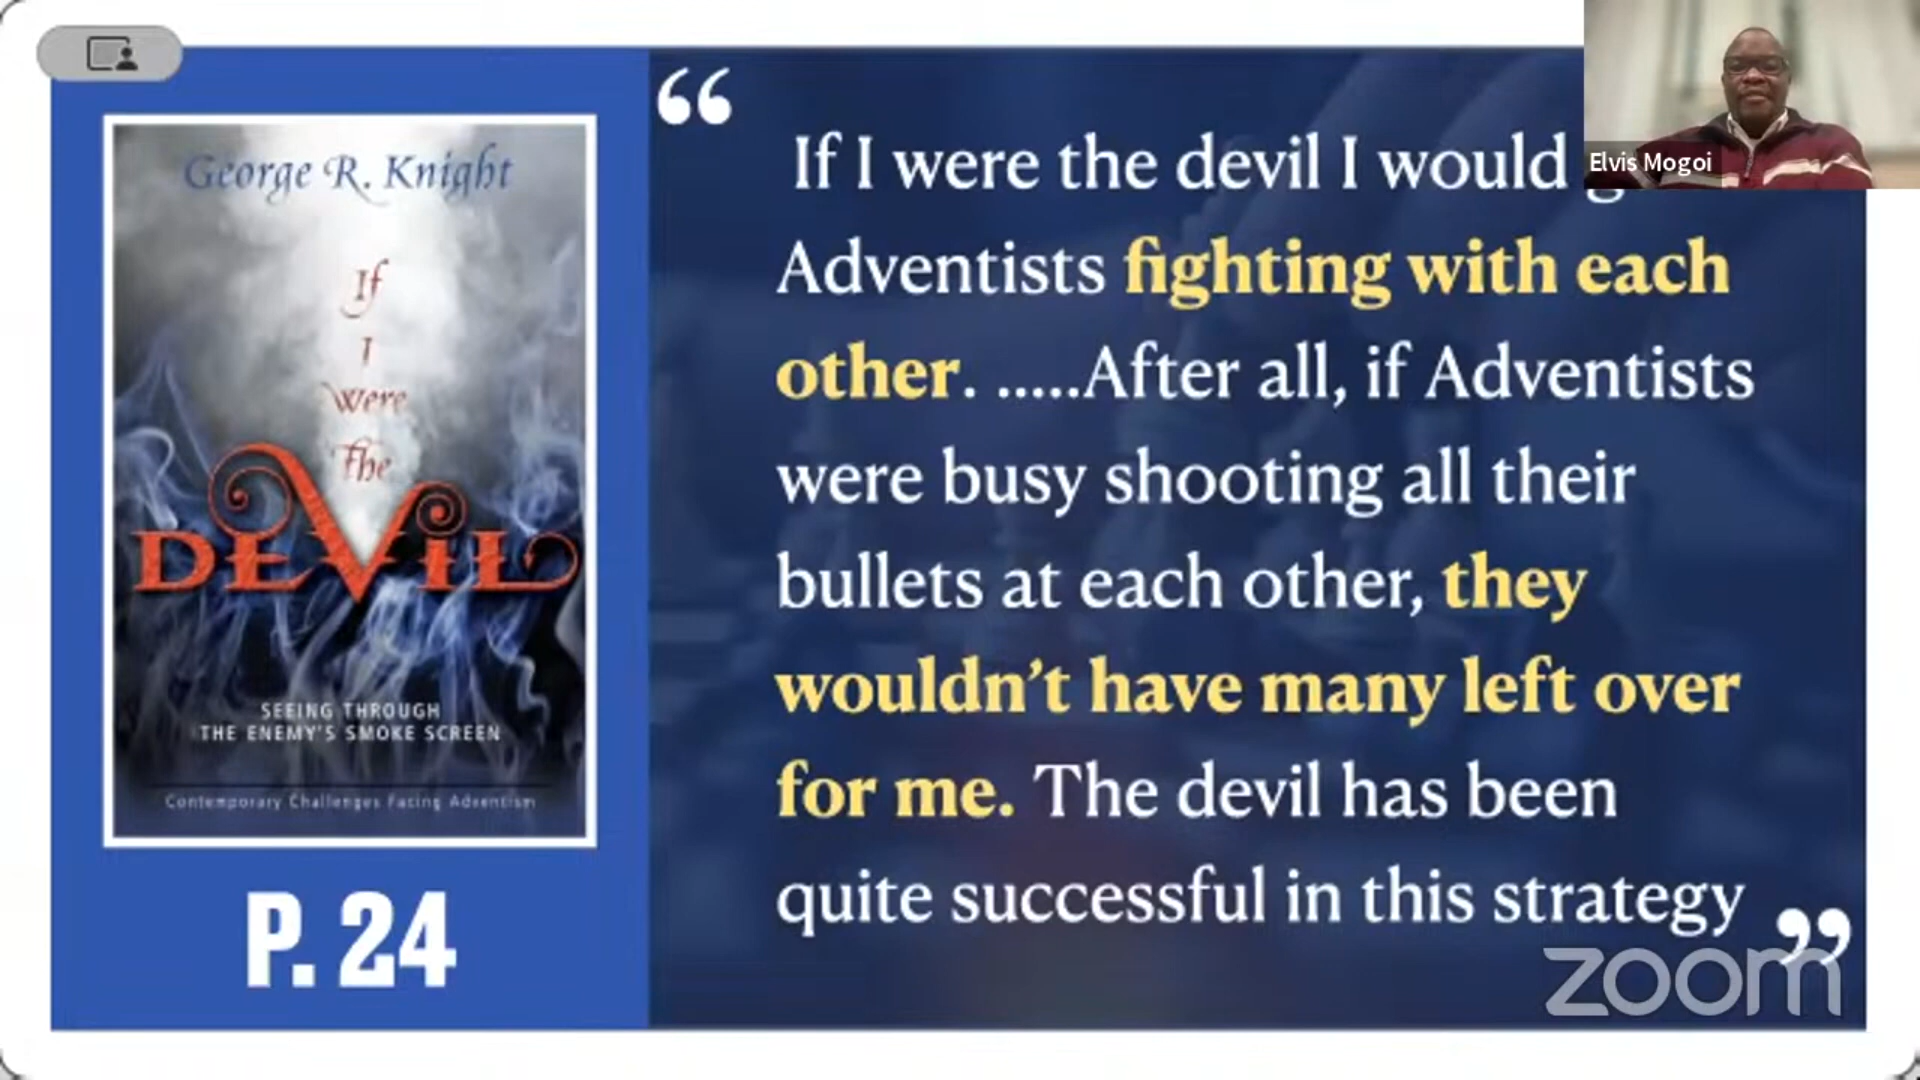 George R. Knight
If
I
were
The
DEVIL
SEEING THROUGH
THE ENEMY'S SMOKE SCREEN
Contemporary Challenges Facing Adventism
P. 24
“
If I were the devil I would
Adventists fighting with each
other. .....After all, if Adventists
were busy shooting all their
bullets at each other, they
wouldn't have many left over
for me. The devil has been
quite successful in this strategy
”
Elvis Mogoi
zoom